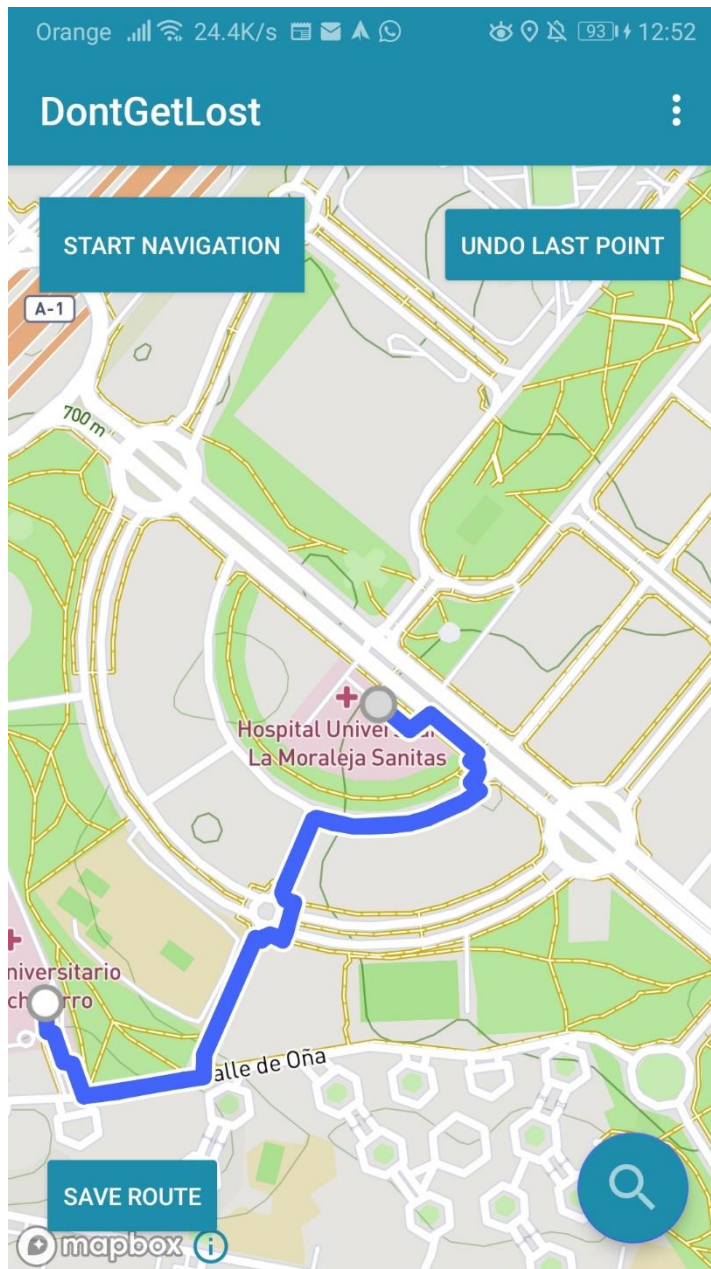 Orange 24.4K/s 93 12:52
DontGetLost
START NAVIGATION
UNDO LAST POINT
A-1
700 m
Hospital Univer
La Moraleja Sanitas
niversitario
rro
alle de Oña
SAVE ROUTE
mapbox